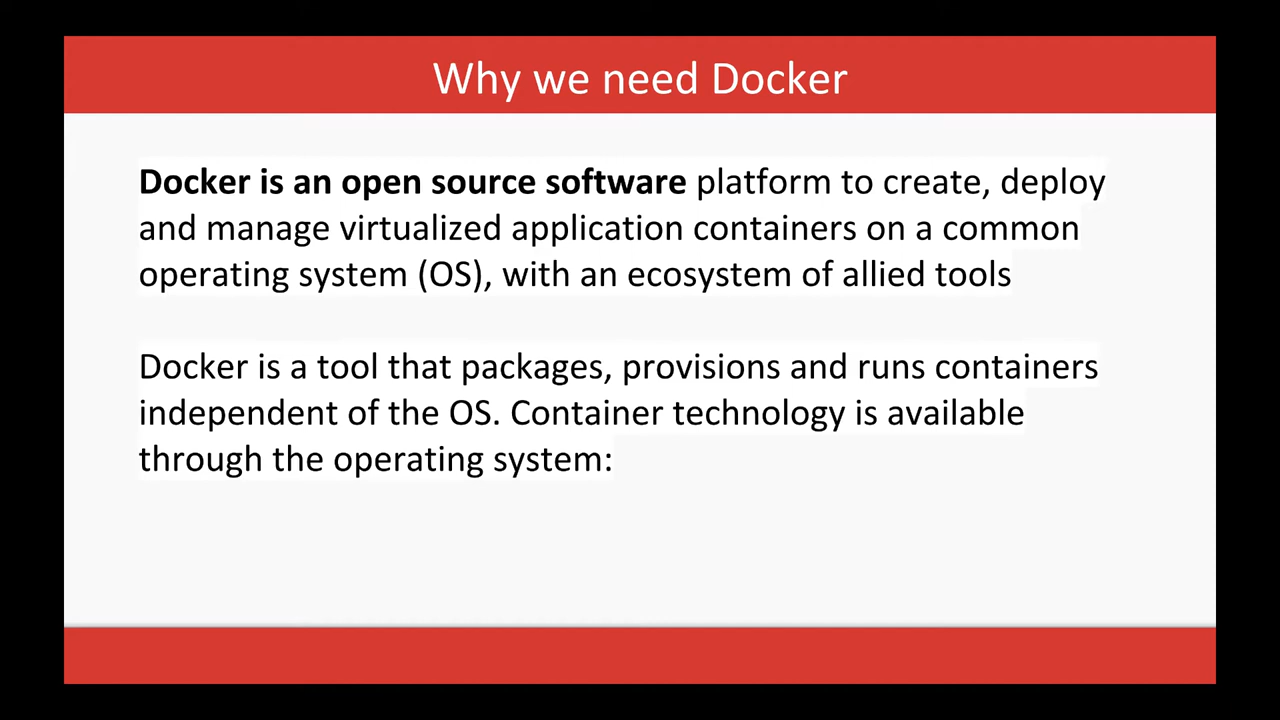 Why we need Docker
Docker is an open source software platform to create, deploy
and manage virtualized application containers on a common
operating system (OS), with an ecosystem of allied tools
Docker is a tool that packages, provisions and runs containers
independent of the OS. Container technology is available
through the operating system: